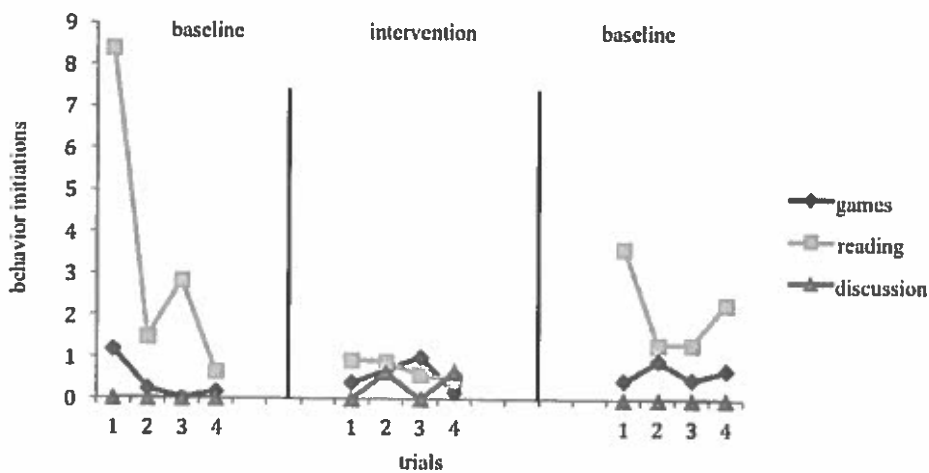 baseline intervention baseline
9
8
7
6
5
4
3
2
1
0
behavior initiations
games
reading
discussion
1 2 3 4 1 2 3 4 1 2 3 4
trials